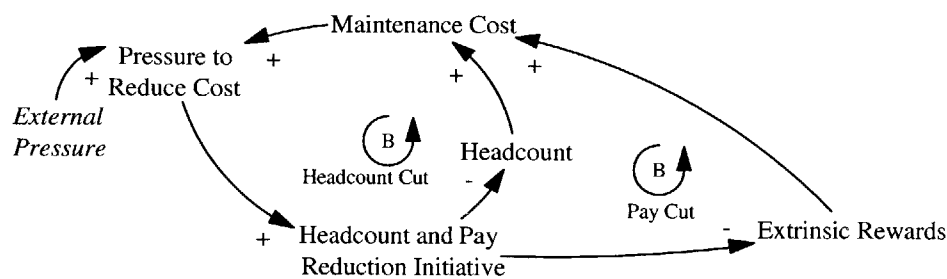 Maintenance Cost
+
+
Pressure to
Reduce Cost
+
+
External
Pressure
B
Headcount Cut
Headcount
-
B
Pay Cut
+
Headcount and Pay
Reduction Initiative
-
Extrinsic Rewards
+